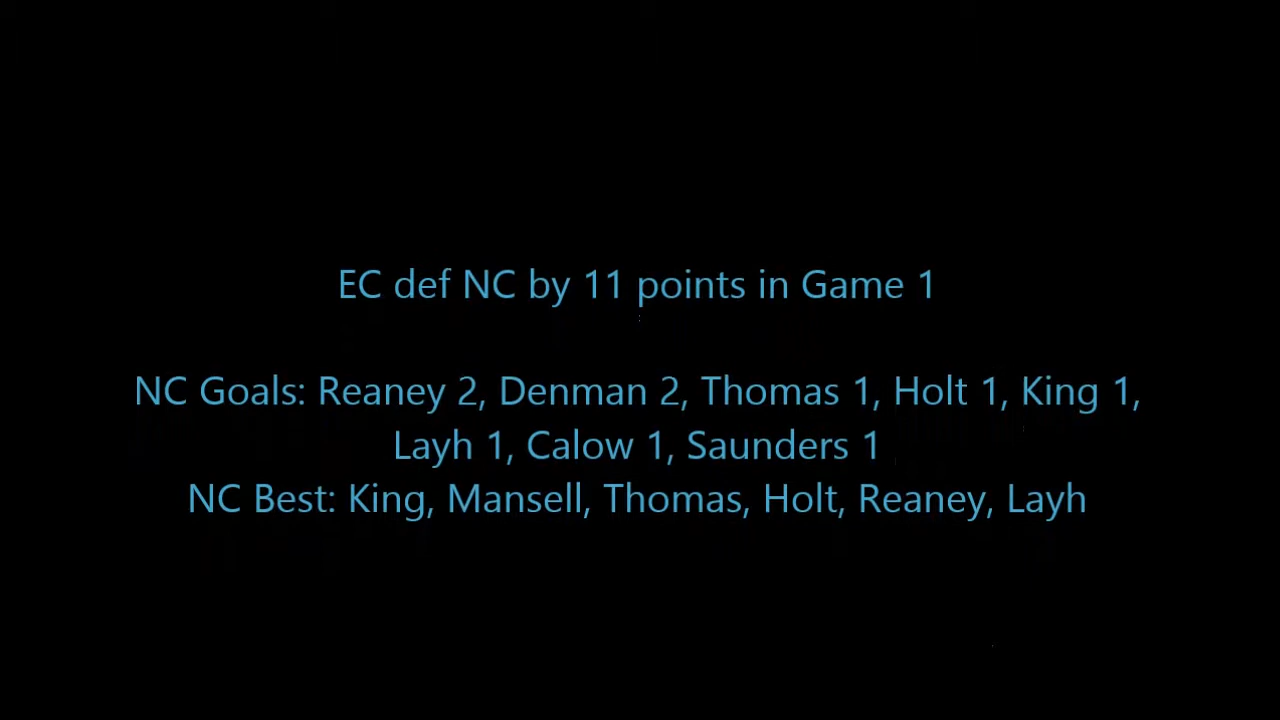 EC def NC by 11 points in Game 1
NC Goals: Reaney 2, Denman 2, Thomas 1, Holt 1, King 1,
Layh 1, Calow 1, Saunders 1
NC Best: King, Mansell, Thomas, Holt, Reaney, Layh